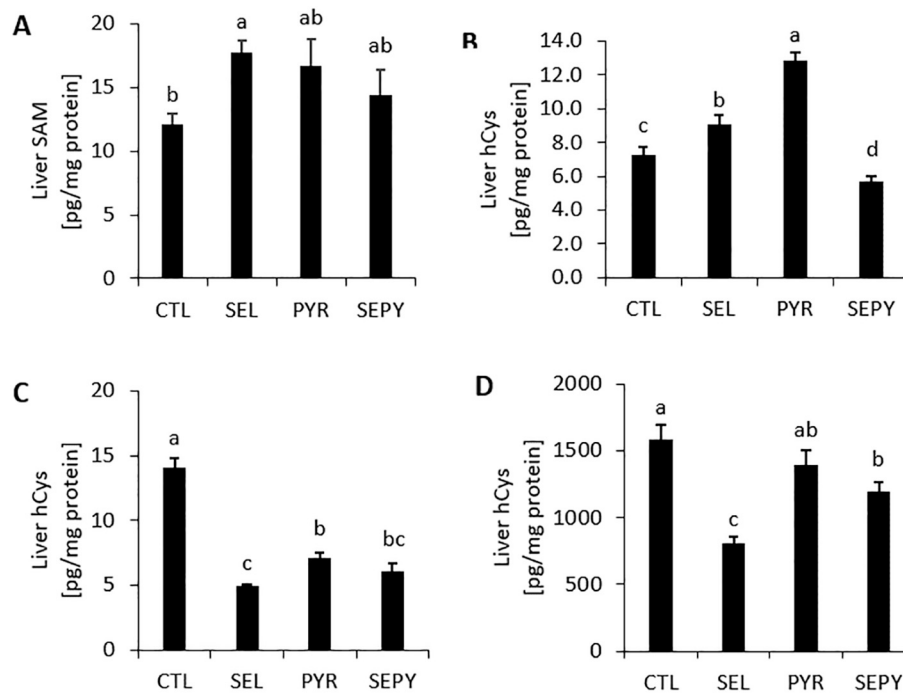 A
Liver SAM
[pg/mg protein]
20
15
10
5
0
b
a
ab
ab
CTL SEL PYR SEPY
B
Liver hCys
[pg/mg protein]
14.0
12.0
10.0
8.0
6.0
4.0
2.0
0.0
c
b
a
d
CTL SEL PYR SEPY
C
Liver hCys
[pg/mg protein]
20
15
10
5
0
a
c
b
bc
CTL SEL PYR SEPY
D
Liver hCys
[pg/mg protein]
2000
1500
1000
500
0
a
c
ab
b
CTL SEL PYR SEPY